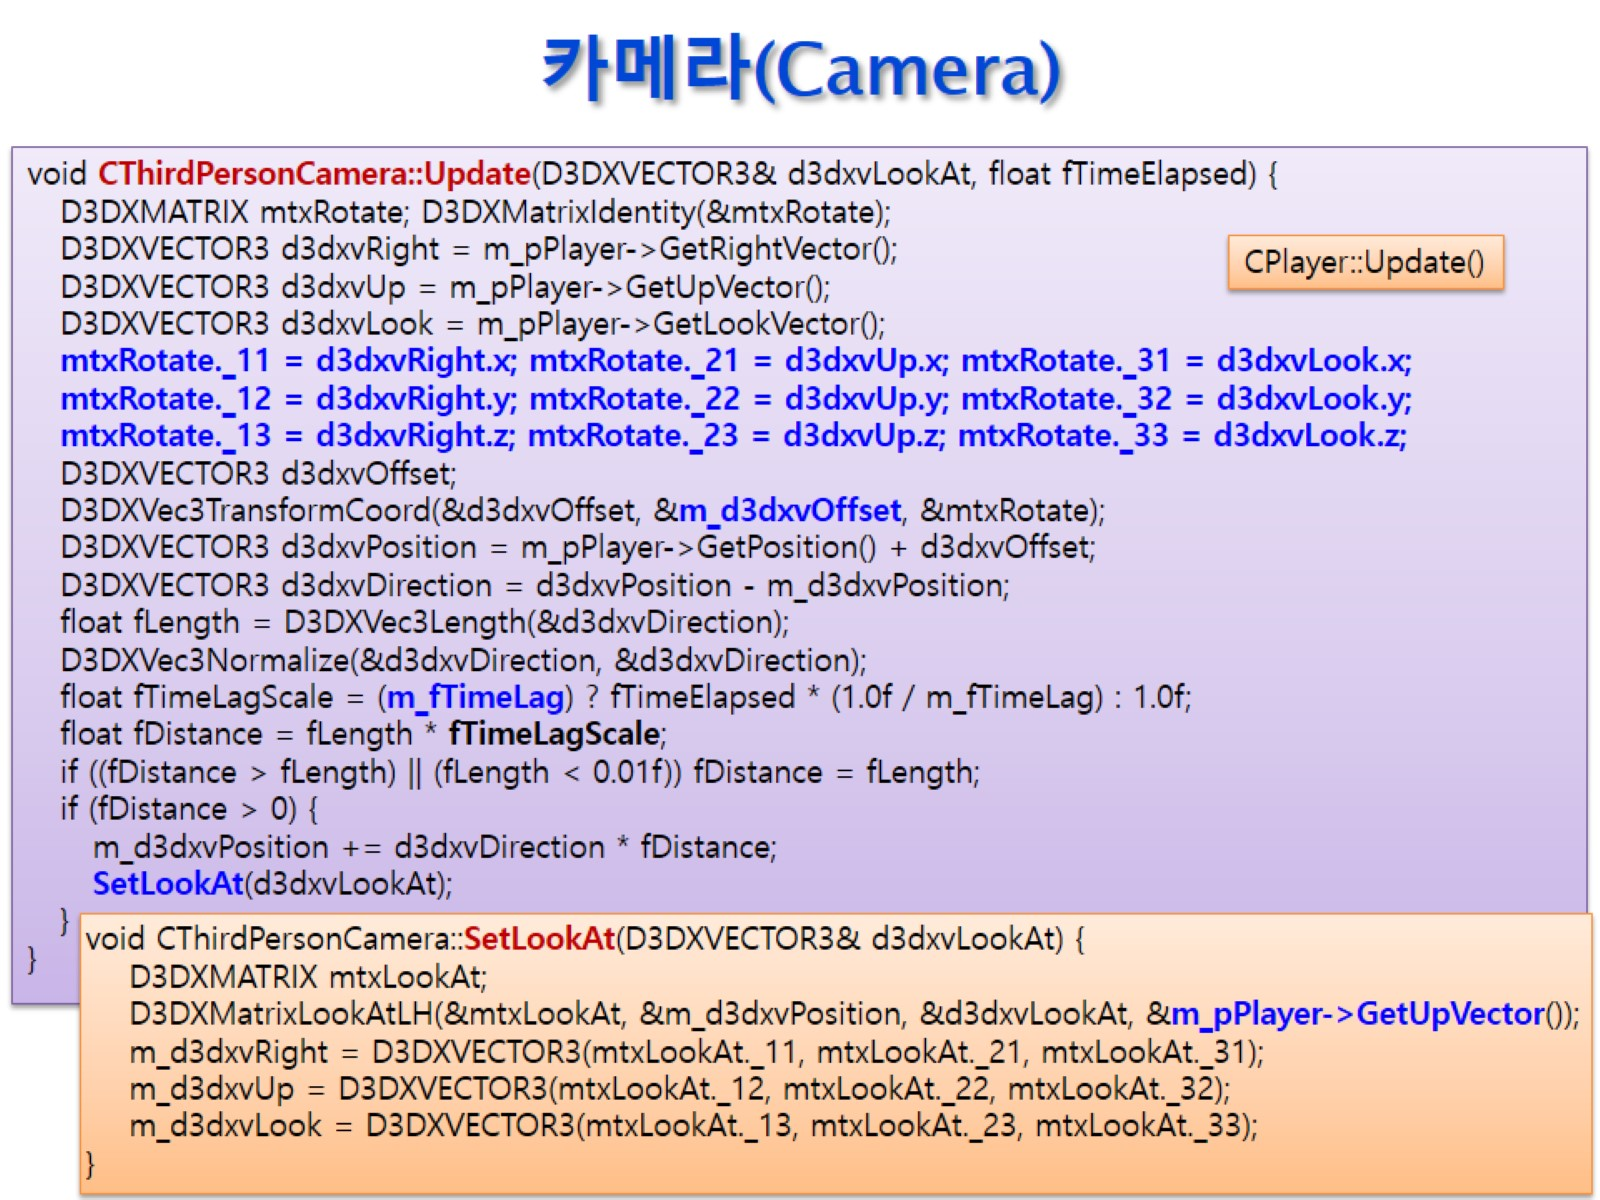 카메라(Camera)
void CThirdPersonCamera::Update(D3DXVECTOR3& d3dxvLookAt, float fTimeElapsed) {
D3DXMATRIX mtxRotate; D3DXMatrixIdentity(&mtxRotate);
D3DXVECTOR3 d3dxvRight = m_pPlayer->GetRightVector();
CPlayer::Update()
D3DXVECTOR3 d3dxvUp = m_pPlayer->GetUpVector();
D3DXVECTOR3 d3dxvLook = m_pPlayer->GetLookVector();
mtxRotate._11 = d3dxvRight.x; mtxRotate._21 = d3dxvUp.x; mtxRotate._31 = d3dxvLook.x;
mtxRotate._12 = d3dxvRight.y; mtxRotate._22 = d3dxvUp.y; mtxRotate._32 = d3dxvLook.y;
mtxRotate._13 = d3dxvRight.z; mtxRotate._23 = d3dxvUp.z; mtxRotate._33 = d3dxvLook.z;
D3DXVECTOR3 d3dxvOffset;
D3DXVec3TransformCoord(&d3dxvOffset, &m_d3dxvOffset, &mtxRotate);
D3DXVECTOR3 d3dxvPosition = m_pPlayer->GetPosition() + d3dxvOffset;
D3DXVECTOR3 d3dxvDirection = d3dxvPosition - m_d3dxvPosition;
float fLength = D3DXVec3Length(&d3dxvDirection);
D3DXVec3Normalize(&d3dxvDirection, &d3dxvDirection);
float fTimeLagScale = (m_fTimeLag) ? fTimeElapsed * (1.0f / m_fTimeLag) : 1.0f;
float fDistance = fLength * fTimeLagScale;
if ((fDistance > fLength) || (fLength < 0.01f)) fDistance = fLength;
if (fDistance > 0) {
m_d3dxvPosition += d3dxvDirection * fDistance;
SetLookAt(d3dxvLookAt);
}
}
void CThirdPersonCamera::SetLookAt(D3DXVECTOR3& d3dxvLookAt) {
D3DXMATRIX mtxLookAt;
D3DXMatrixLookAtLH(&mtxLookAt, &m_d3dxvPosition, &d3dxvLookAt, &m_pPlayer->GetUpVector());
m_d3dxvRight = D3DXVECTOR3(mtxLookAt._11, mtxLookAt._21, mtxLookAt._31);
m_d3dxvUp = D3DXVECTOR3(mtxLookAt._12, mtxLookAt._22, mtxLookAt._32);
m_d3dxvLook = D3DXVECTOR3(mtxLookAt._13, mtxLookAt._23, mtxLookAt._33);
}